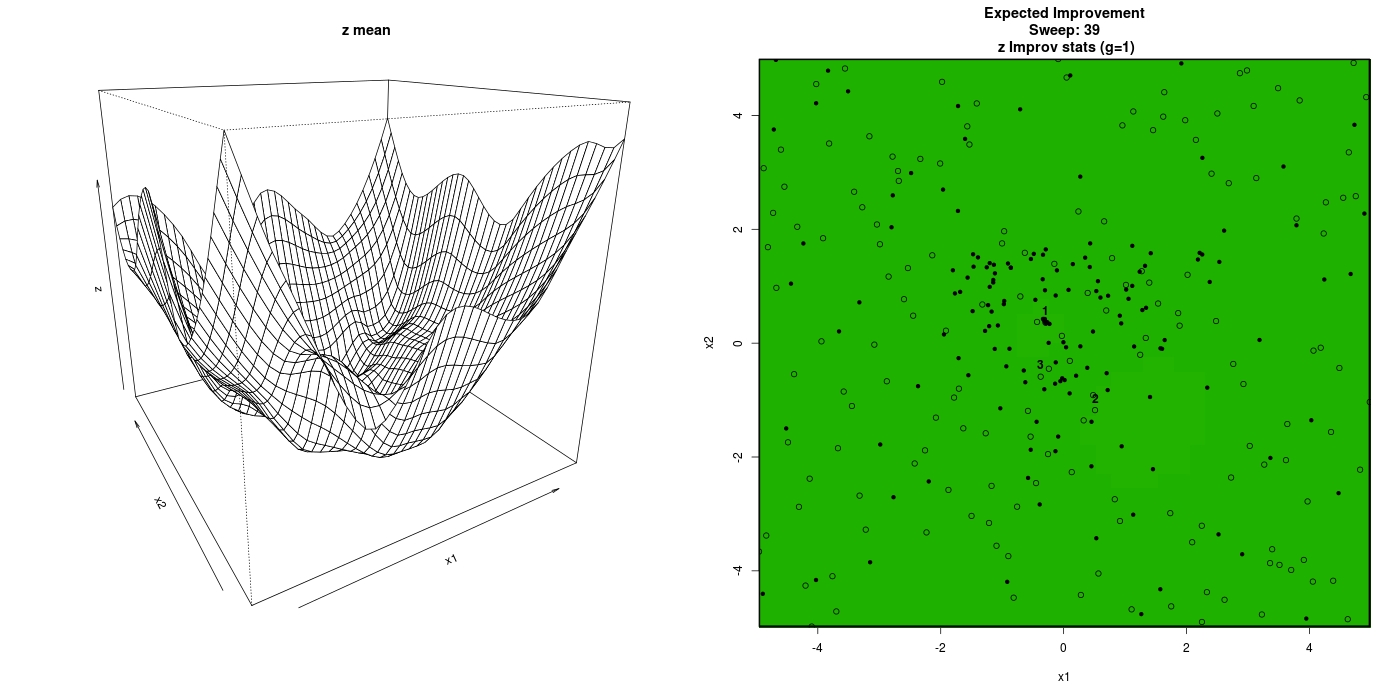 z mean
z
x2
x1
Expected Improvement
Sweep: 39
z Improv stats (g=1)
x2
4
2
0
-2
-4
1
3
2
-4
-2
0
2
4
x1